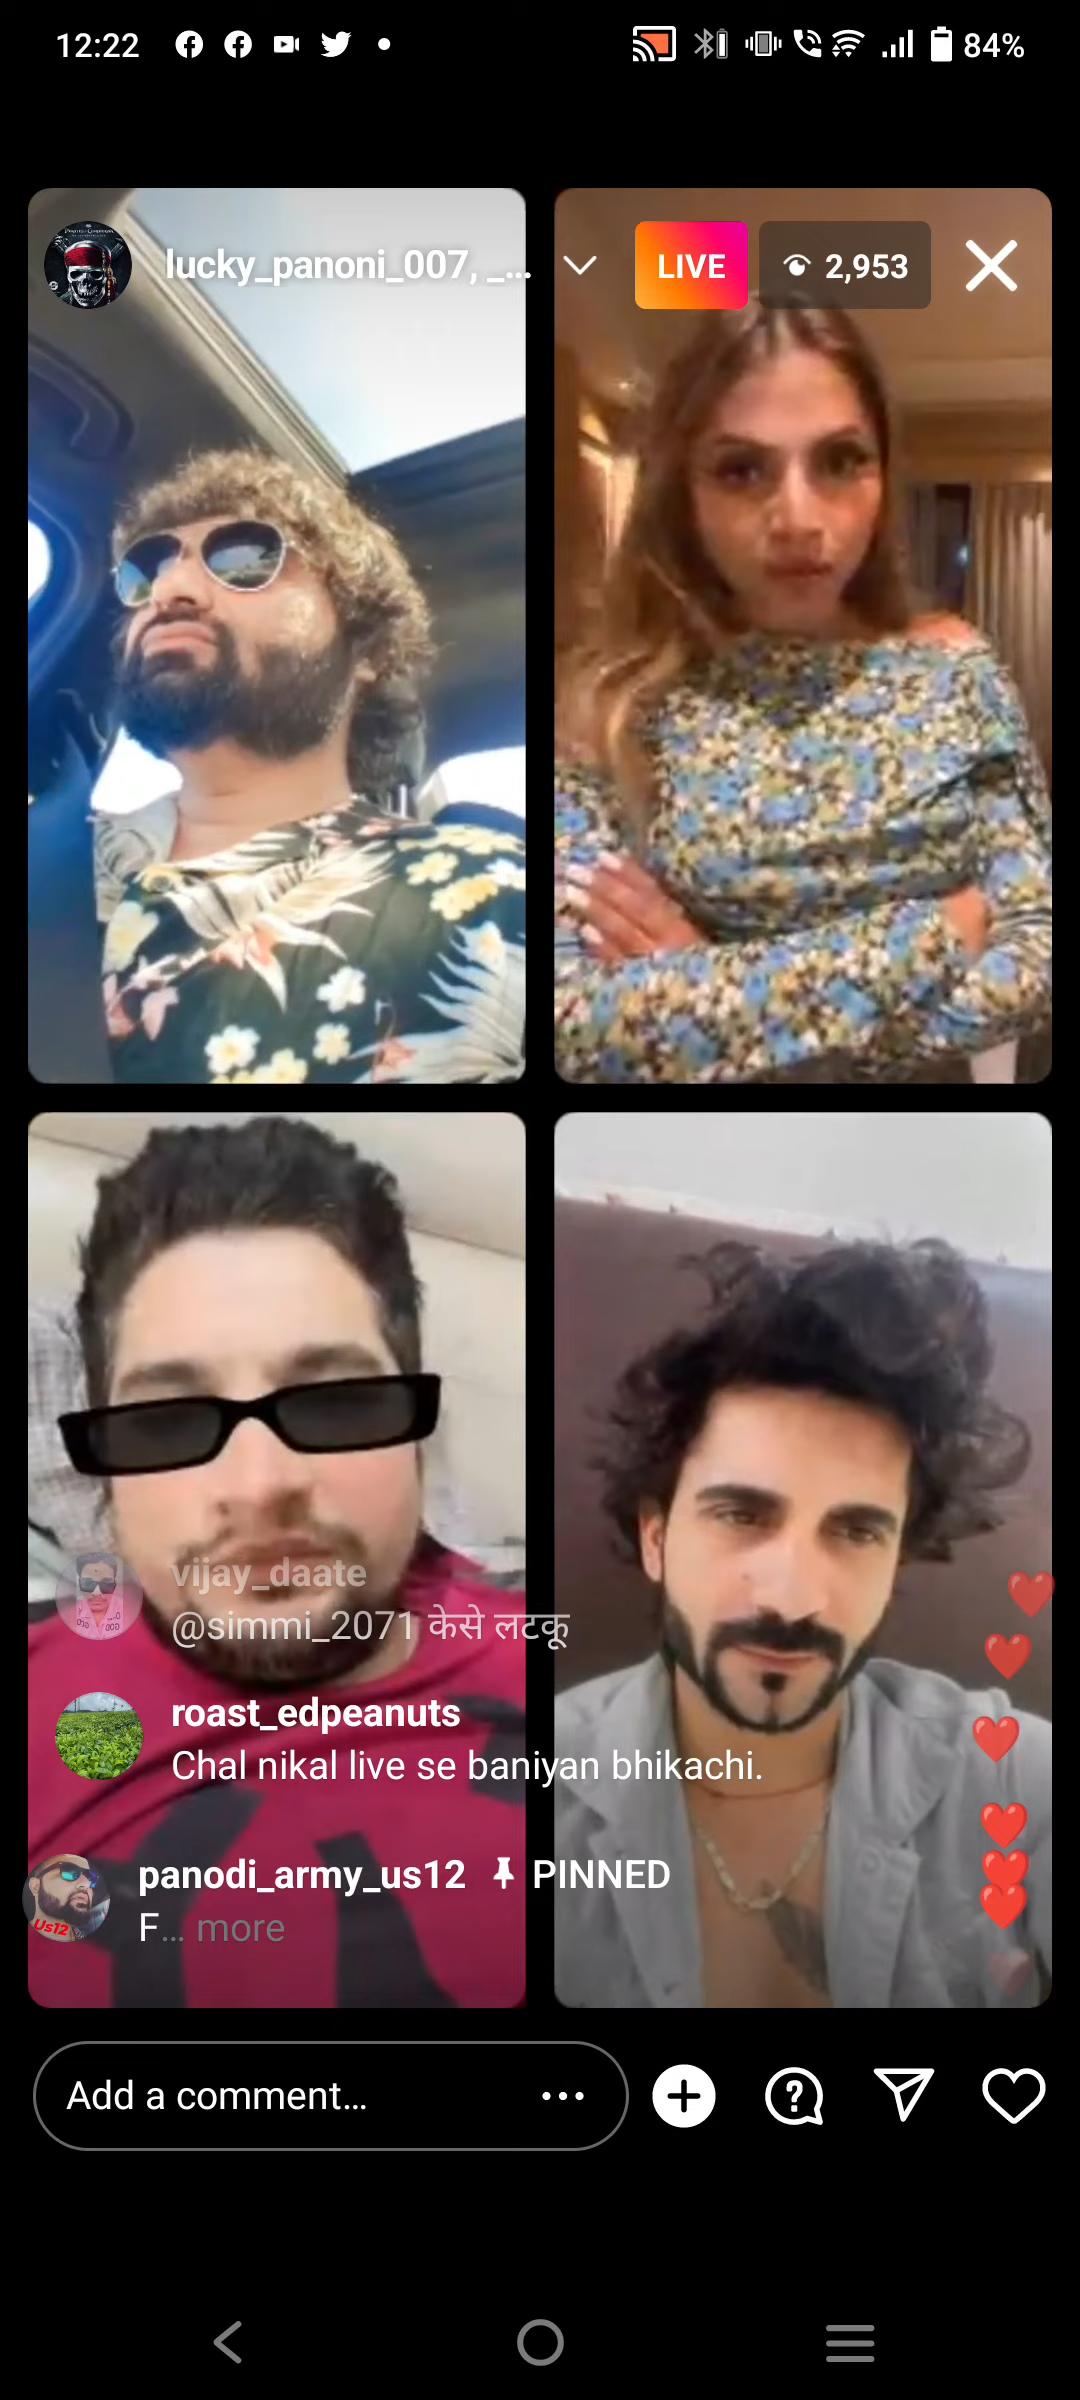 12:22
84%
lucky_panoni_007, _...
LIVE
2,953
vijay_daate
@simmi_2071 केसे लटकू
roast_edpeanuts
Chal nikal live se baniyan bhikachi.
panodi_army_us12 PINNED
F... more
Us12
Add a comment...